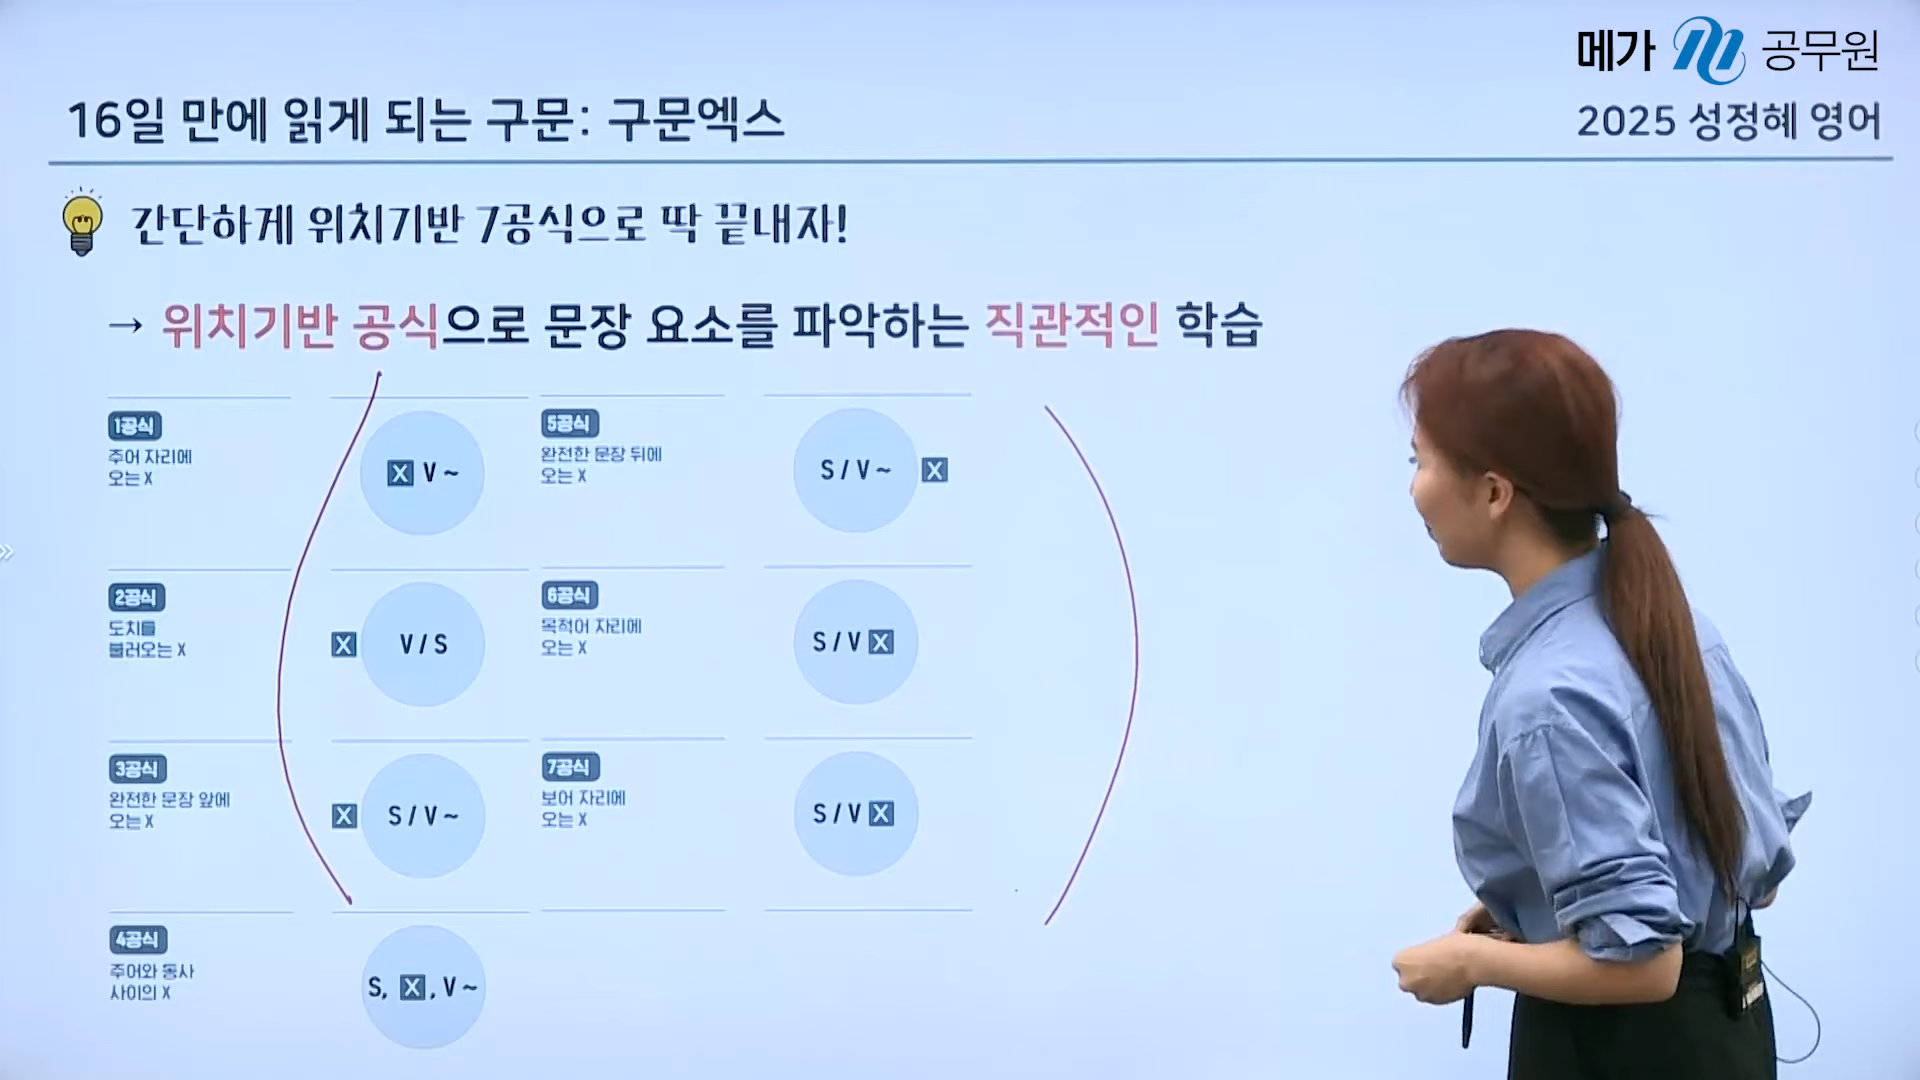 메가 공무원
16일 만에 읽게 되는 구문: 구문엑스
2025 성정혜 영어
간단하게 위치기반 7공식으로 딱 끝내자!
→ 위치기반 공식으로 문장 요소를 파악하는 직관적인 학습
1공식
주어 자리에
오는 X
X V ~
2공식
도치를
불러오는 X
X V / S
3공식
완전한 문장 앞에
오는 X
X S / V ~
4공식
주어와 동사
사이의 X
S, X , V ~
5공식
완전한 문장 뒤에
오는 X
S / V ~ X
6공식
목적어 자리에
오는 X
S / V X
7공식
보어 자리에
오는 X
S / V X